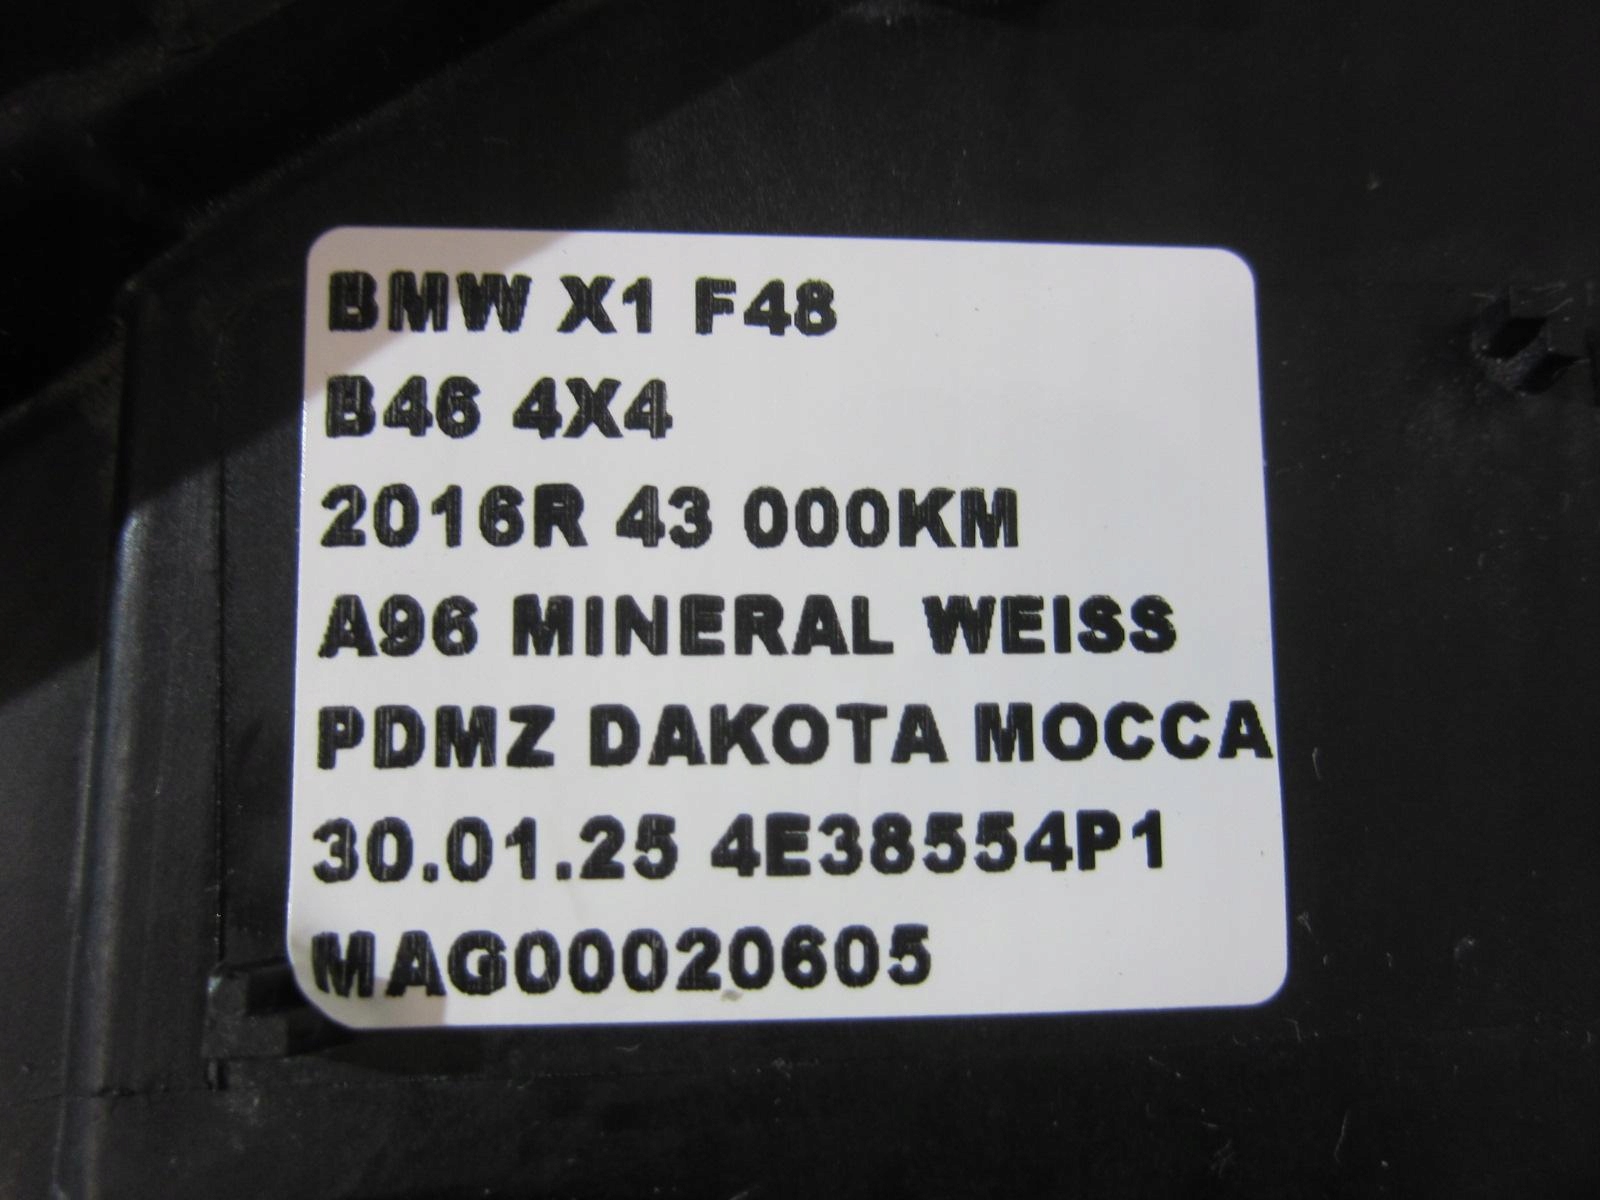 BMW X1 F48
B46 4X4
2016R 43 000KM
A96 MINERAL WEISS
PDMZ DAKOTA MOCCA
30.01.25 4E38554P1
MAG00020605